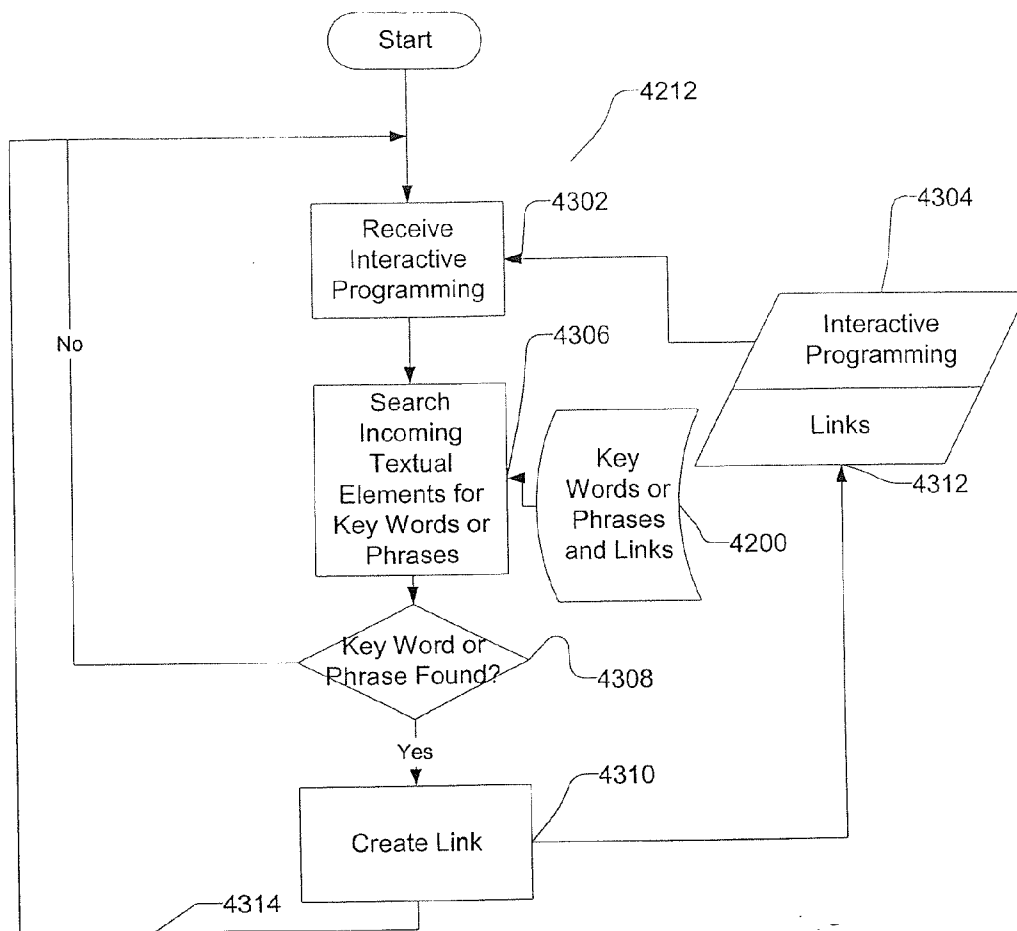 Start
4212
4302
4304
Receive
Interactive
Programming
Interactive
Programming
No
4306
Search
Incoming
Textual
Elements for
Key Words or
Phrases
Links
Key
Words or
Phrases
and Links
4312
4200
Key Word or
Phrase Found?
4308
Yes
4310
Create Link
4314